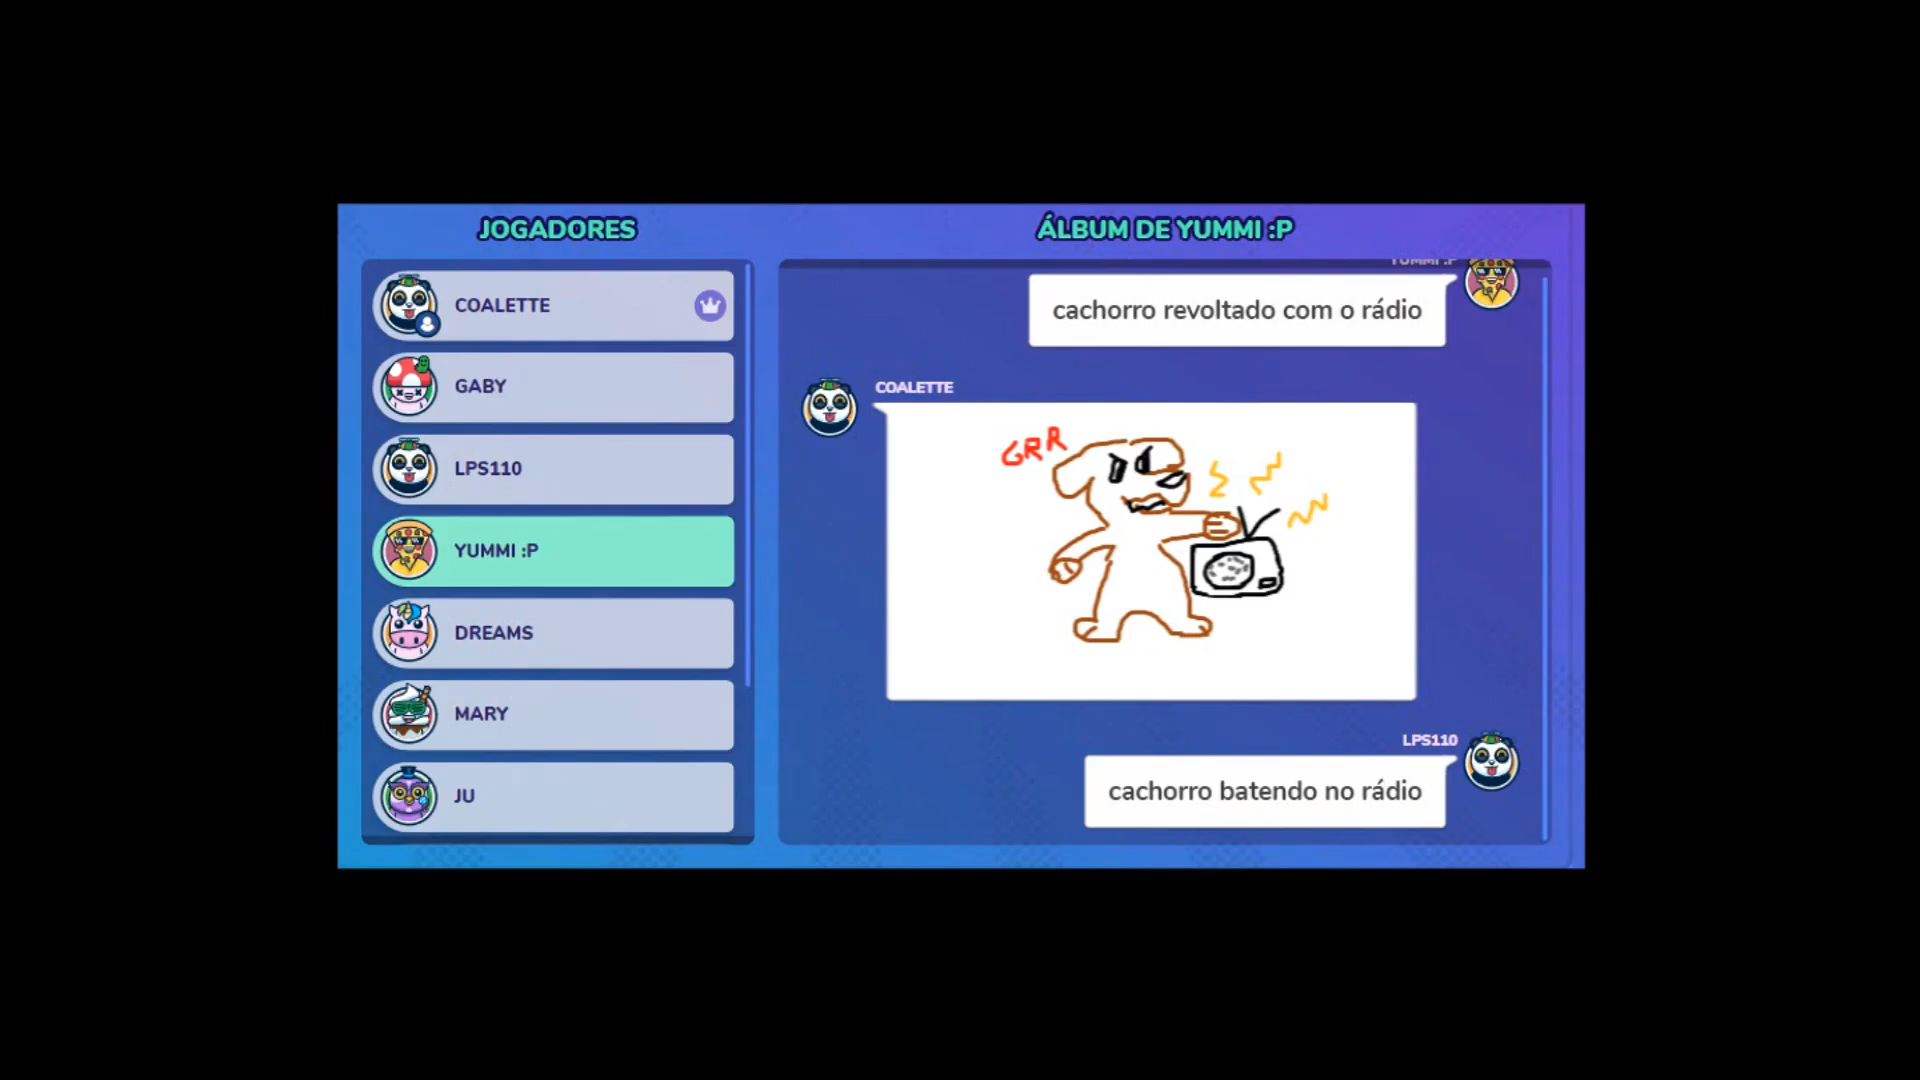 JOGADORES
COALETTE
GABY
LPS110
YUMMI :P
DREAMS
MARY
JU
ÁLBUM DE YUMMI :P
YUMMI :P
cachorro revoltado com o rádio
COALETTE
GRR
LPS110
cachorro batendo no rádio